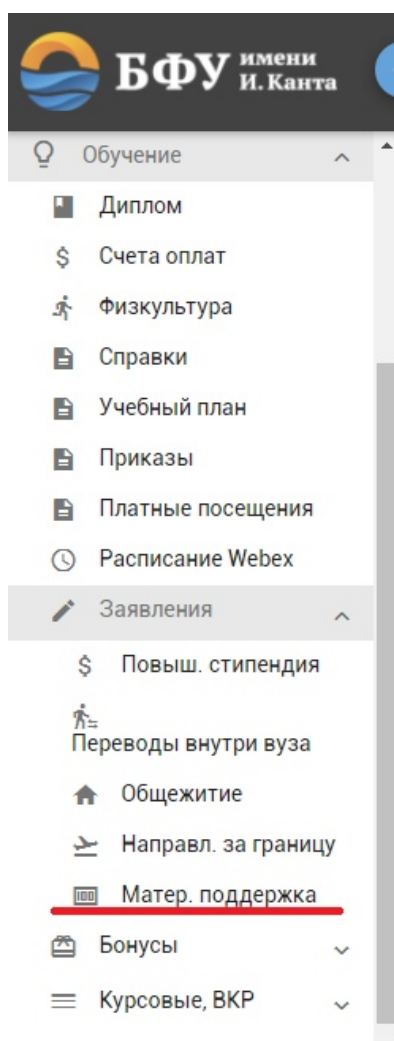 БФУ имени
И. Канта
Обучение
Диплом
$ Счета оплат
Физкультура
Справки
Учебный план
Приказы
Платные посещения
Расписание Webex
Заявления
$ Повыш. стипендия
Переводы внутри вуза
Общежитие
Направл. за границу
Матер. поддержка
Бонусы
Курсовые, ВКР